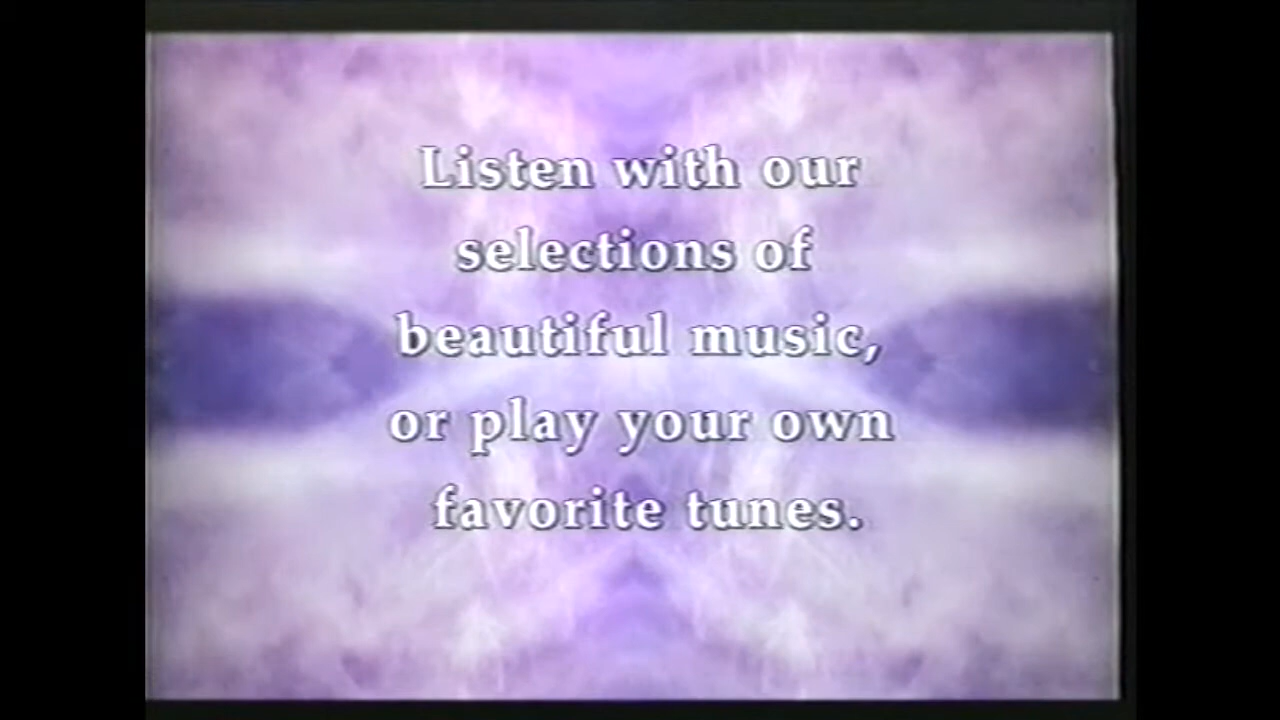 Listen with our
selections of
beautiful music,
or play your own
favorite tunes.